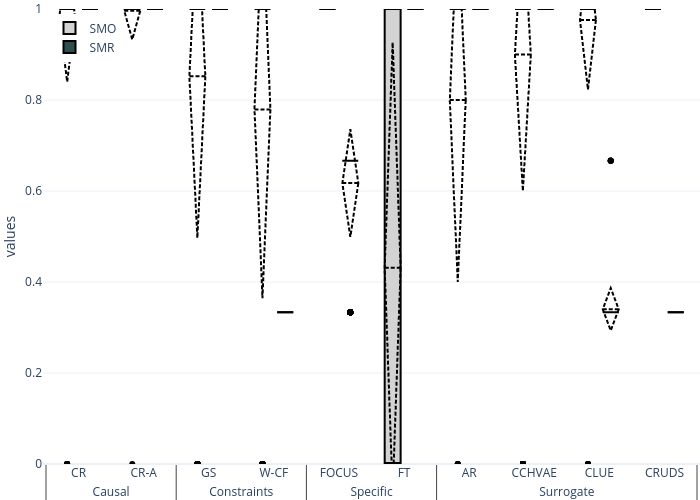 1
SMO
SMR
0.8
0.6
values
0.4
0.2
0
CR CR-A GS W-CF FOCUS FT AR CCHVAE CLUE CRUDS
Causal Constraints Specific Surrogate